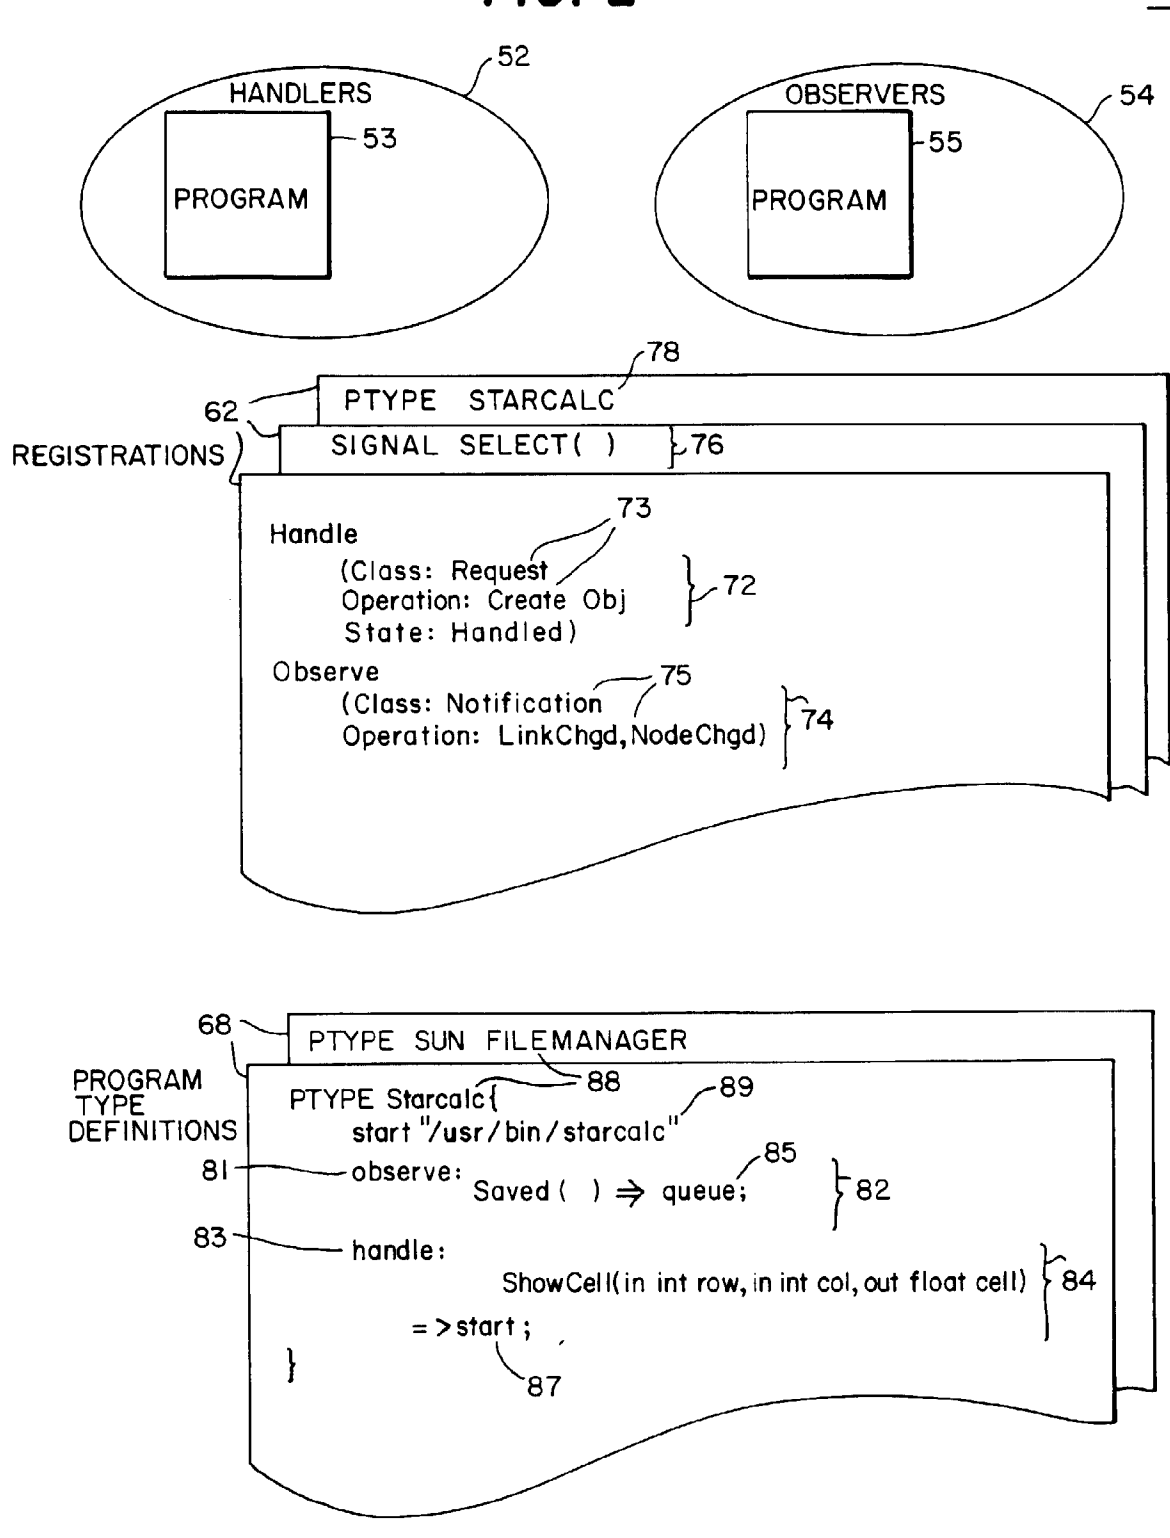 52
HANDLERS
53
PROGRAM
OBSERVERS
54
55
PROGRAM
78
PTYPE STARCALC
62
SIGNAL SELECT( )
76
REGISTRATIONS
73
Handle
(Class: Request
Operation: Create Obj
State: Handled)
72
Observe
75
(Class: Notification
Operation: LinkChgd, NodeChgd)
74
68
PTYPE SUN FILEMANAGER
PROGRAM
TYPE
DEFINITIONS
88
PTYPE Starcalc{
89
start "/usr/bin/starcalc"
81
observe:
85
Saved ( ) ⇒ queue;
82
83
handle:
ShowCell(in int row, in int col, out float cell)
84
=>start;
}
87